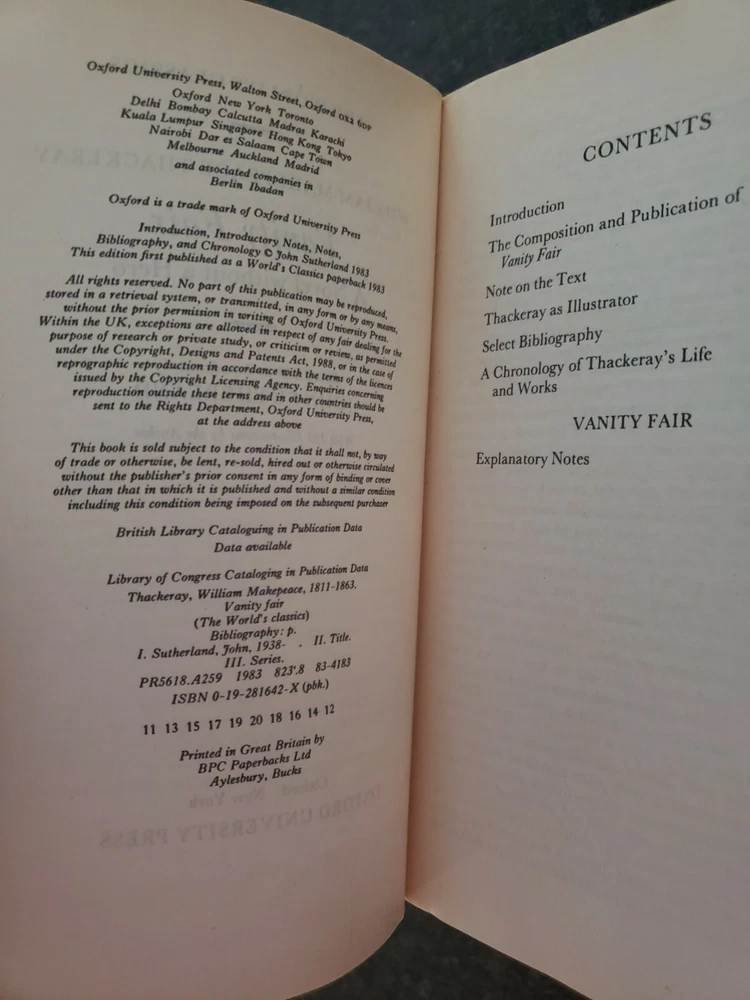 Oxford University Press, Walton Street, Oxford OX2 6DP
Oxford New York Toronto
Delhi Bombay Calcutta Madras Karachi
Kuala Lumpur Singapore Hong Kong Tokyo
Nairobi Dar es Salaam Cape Town
Melbourne Auckland Madrid
and associated companies in
Berlin Ibadan
Oxford is a trade mark of Oxford University Press
Introduction, Introductory Notes, Notes,
Bibliography, and Chronology © John Sutherland 1983
This edition first published as a World's Classics paperback 1983
All rights reserved. No part of this publication may be reproduced,
stored in a retrieval system, or transmitted, in any form or by any means,
without the prior permission in writing of Oxford University Press.
Within the UK, exceptions are allowed in respect of any fair dealing for the
purpose of research or private study, or criticism or review, as permitted
under the Copyright, Designs and Patents Act, 1988, or in the case of
reprographic reproduction in accordance with the terms of the licences
issued by the Copyright Licensing Agency. Enquiries concerning
reproduction outside these terms and in other countries should be
sent to the Rights Department, Oxford University Press,
at the address above
This book is sold subject to the condition that it shall not, by way
of trade or otherwise, be lent, re-sold, hired out or otherwise circulated
without the publisher's prior consent in any form of binding or cover
other than that in which it is published and without a similar condition
including this condition being imposed on the subsequent purchaser
British Library Cataloguing in Publication Data
Data available
Library of Congress Cataloging in Publication Data
Thackeray, William Makepeace, 1811-1863.
Vanity fair
(The World's classics)
Bibliography: p.
I. Sutherland, John, 1938- . II. Title.
III. Series.
PR5618.A259 1983 823'.8 83-4183
ISBN 0-19-281642-X (pbk.)
11 13 15 17 19 20 18 16 14 12
Printed in Great Britain by
BPC Paperbacks Ltd
Aylesbury, Bucks
CONTENTS
Introduction
The Composition and Publication of
Vanity Fair
Note on the Text
Thackeray as Illustrator
Select Bibliography
A Chronology of Thackeray's Life
and Works
VANITY FAIR
Explanatory Notes